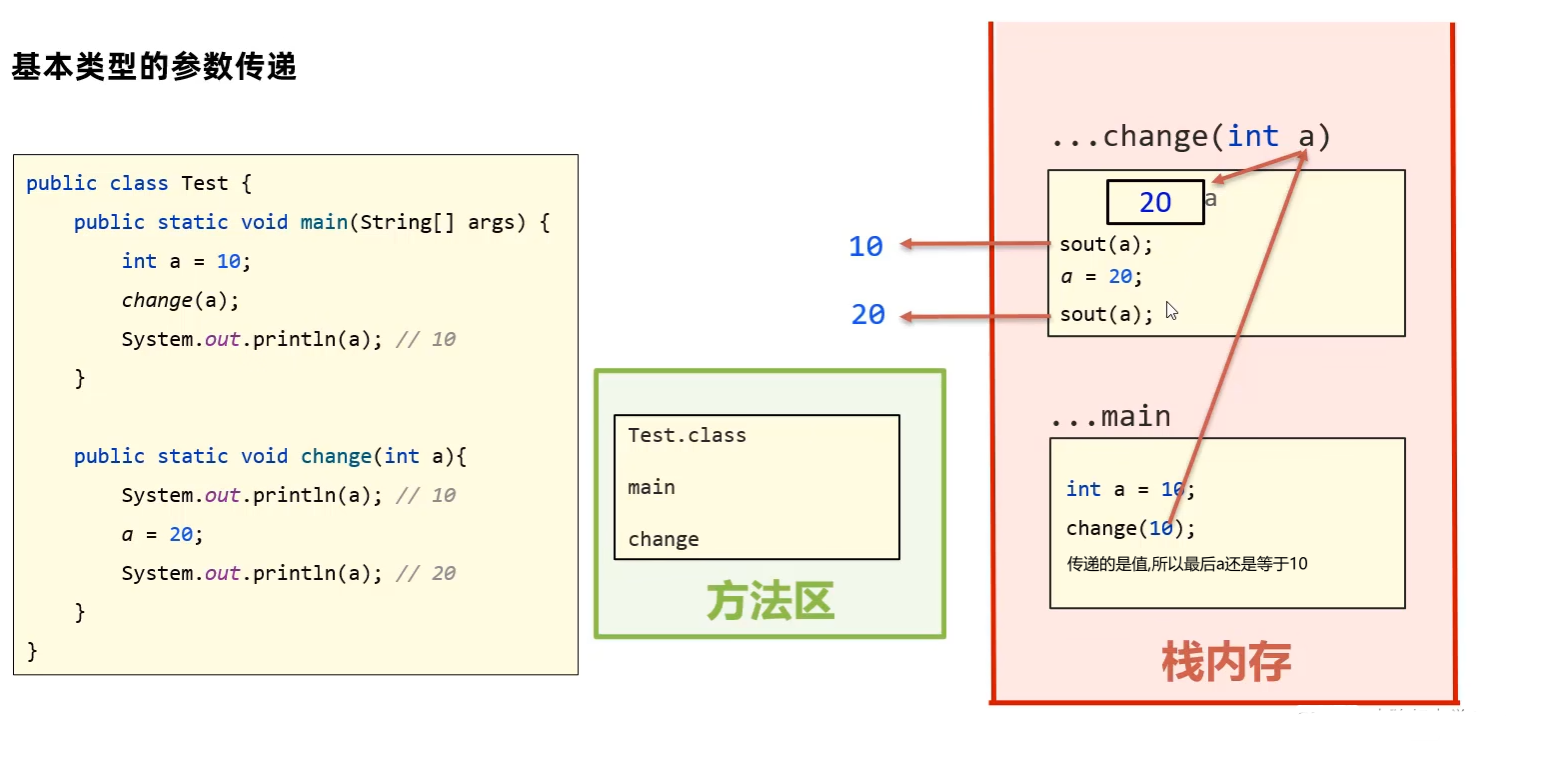 基本类型的参数传递
public class Test {
public static void main(String[] args) {
int a = 10;
change(a);
System.out.println(a); // 10
}
public static void change(int a){
System.out.println(a); // 10
a = 20;
System.out.println(a); // 20
}
}
Test.class
main
change
方法区
10
20
...change(int a)
20 a
sout(a);
a = 20;
sout(a);
...main
int a = 10;
change(10);
传递的是值,所以最后a还是等于10
栈内存